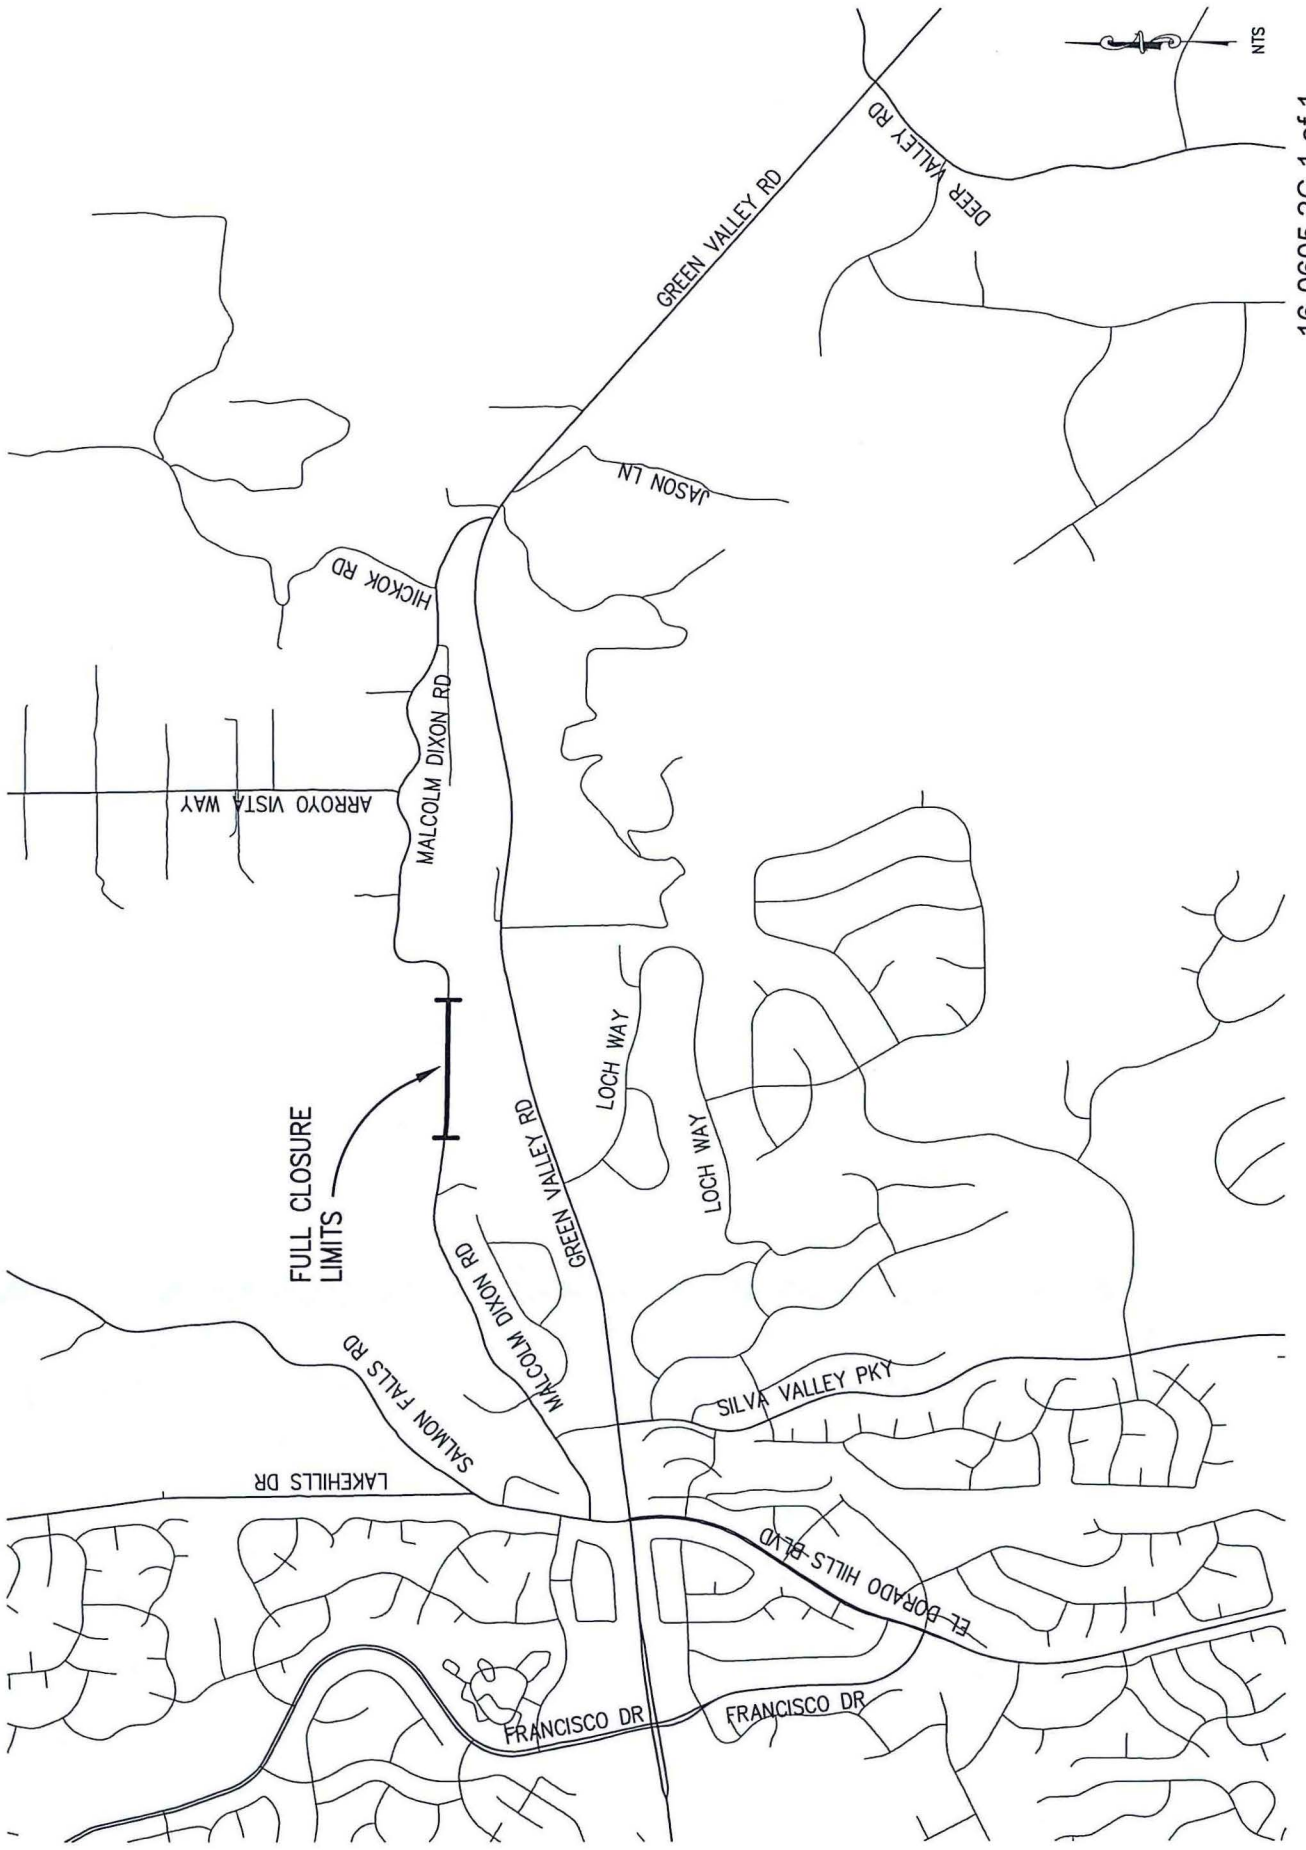 FULL CLOSURE
LIMITS
SALMON FALLS RD
LAKEHILLS DR
MALCOLM DIXON RD
MALCOLM DIXON RD
ARROYO VISTA WAY
HICKOK RD
GREEN VALLEY RD
GREEN VALLEY RD
JASON LN
DEER VALLEY RD
LOCH WAY
LOCH WAY
SILVA VALLEY PKY
EL DORADO HILLS BLVD
FRANCISCO DR
FRANCISCO DR
NTS